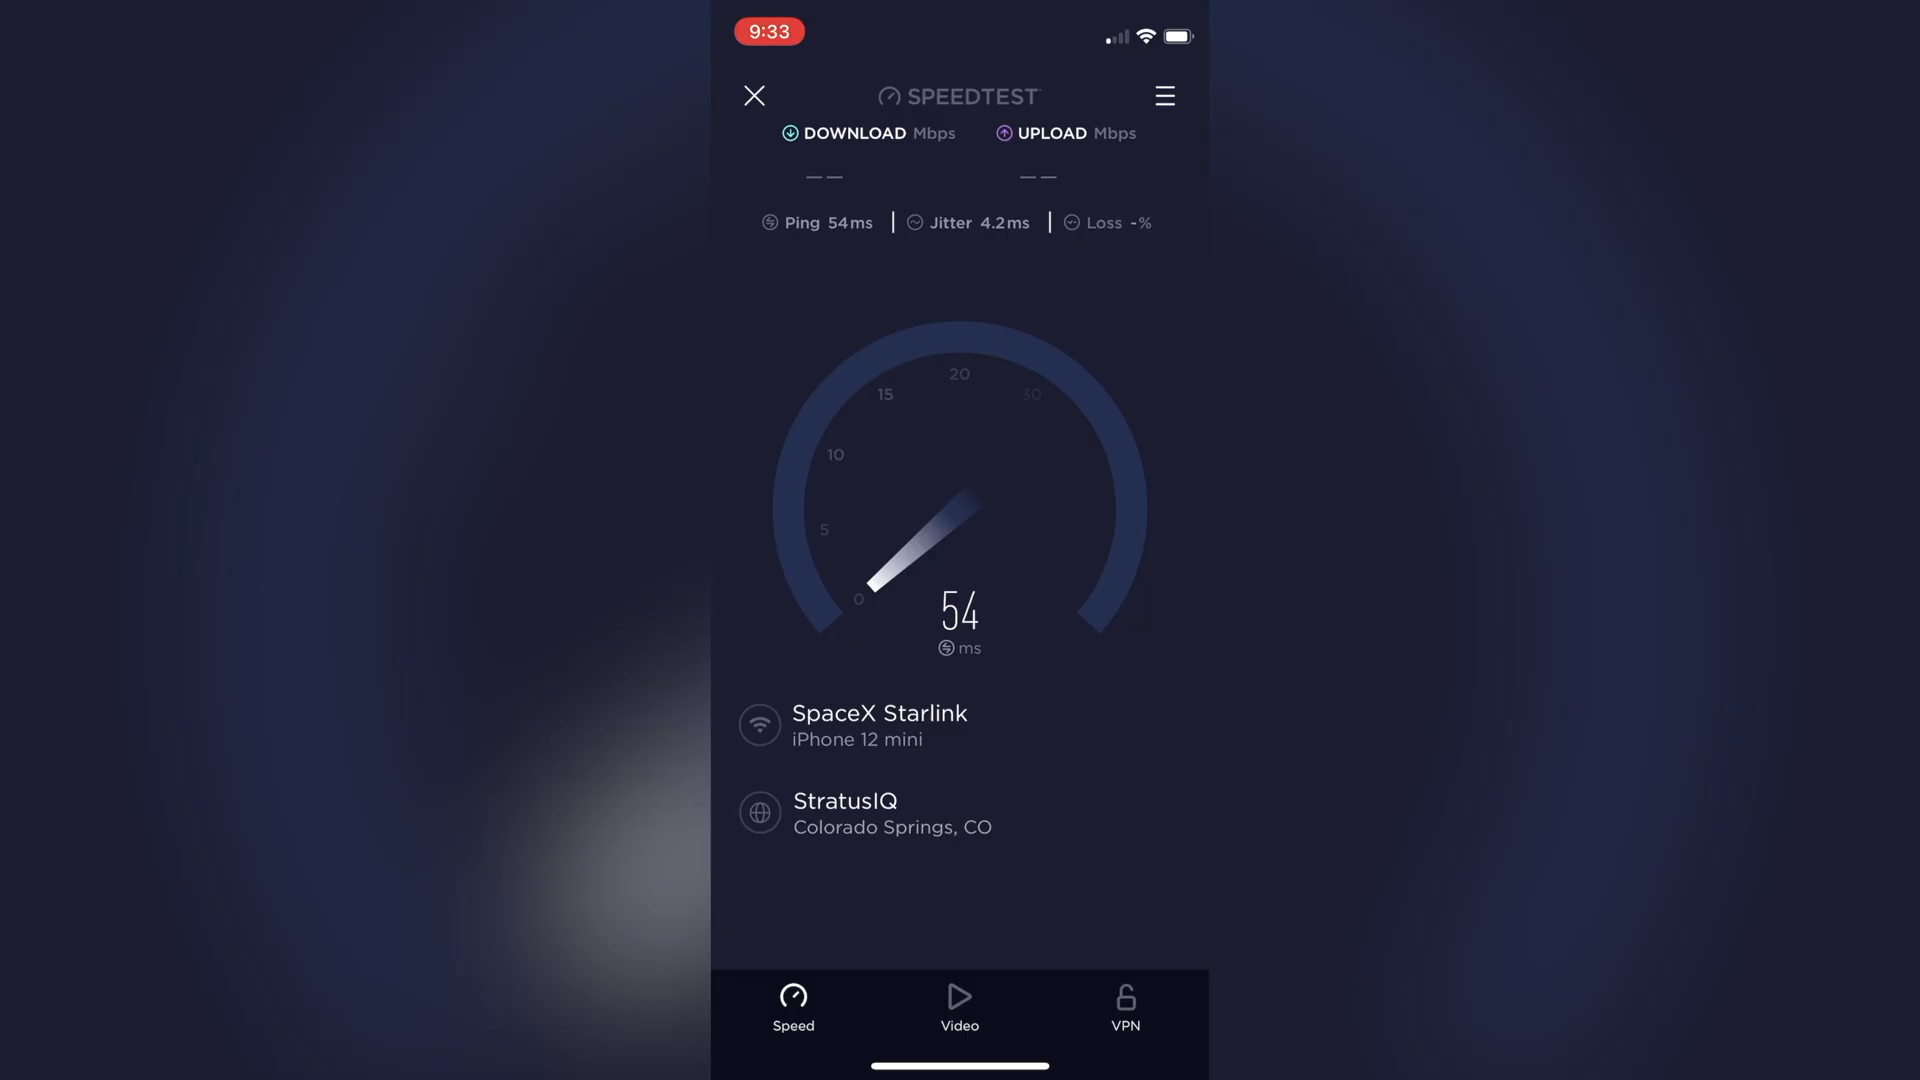 9:33
SPEEDTEST
DOWNLOAD Mbps
UPLOAD Mbps
— —
— —
Ping 54ms
Jitter 4.2ms
Loss -%
20
15
30
10
5
0
54
ms
SpaceX Starlink
iPhone 12 mini
StratusIQ
Colorado Springs, CO
Speed
Video
VPN